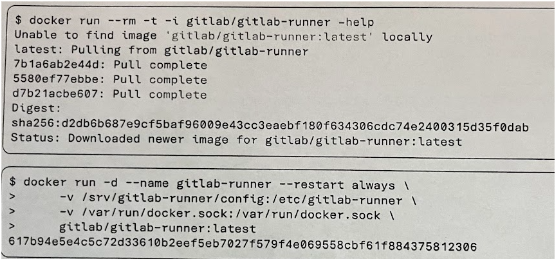 $ docker run --rm -t -i gitlab/gitlab-runner -help
Unable to find image 'gitlab/gitlab-runner:latest' locally
latest: Pulling from gitlab/gitlab-runner
7b1a6ab2e44d: Pull complete
5580ef77ebbe: Pull complete
d7b21acbe607: Pull complete
Digest:
sha256:d2db6b687e9cf5baf96009e43cc3eaebf180f634306cdc74e2400315d35f0dab
Status: Downloaded newer image for gitlab/gitlab-runner:latest
$ docker run -d --name gitlab-runner --restart always \
> -v /srv/gitlab-runner/config:/etc/gitlab-runner \
> -v /var/run/docker.sock:/var/run/docker.sock \
> gitlab/gitlab-runner:latest
617b94e5e4c5c72d33610b2eef5eb7027f579f4e069558cbf61f884375812306